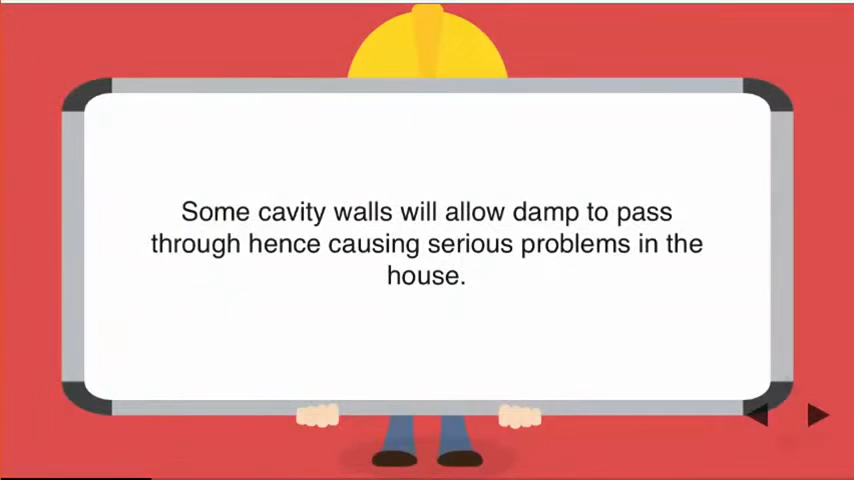 Some cavity walls will allow damp to pass
through hence causing serious problems in the
house.